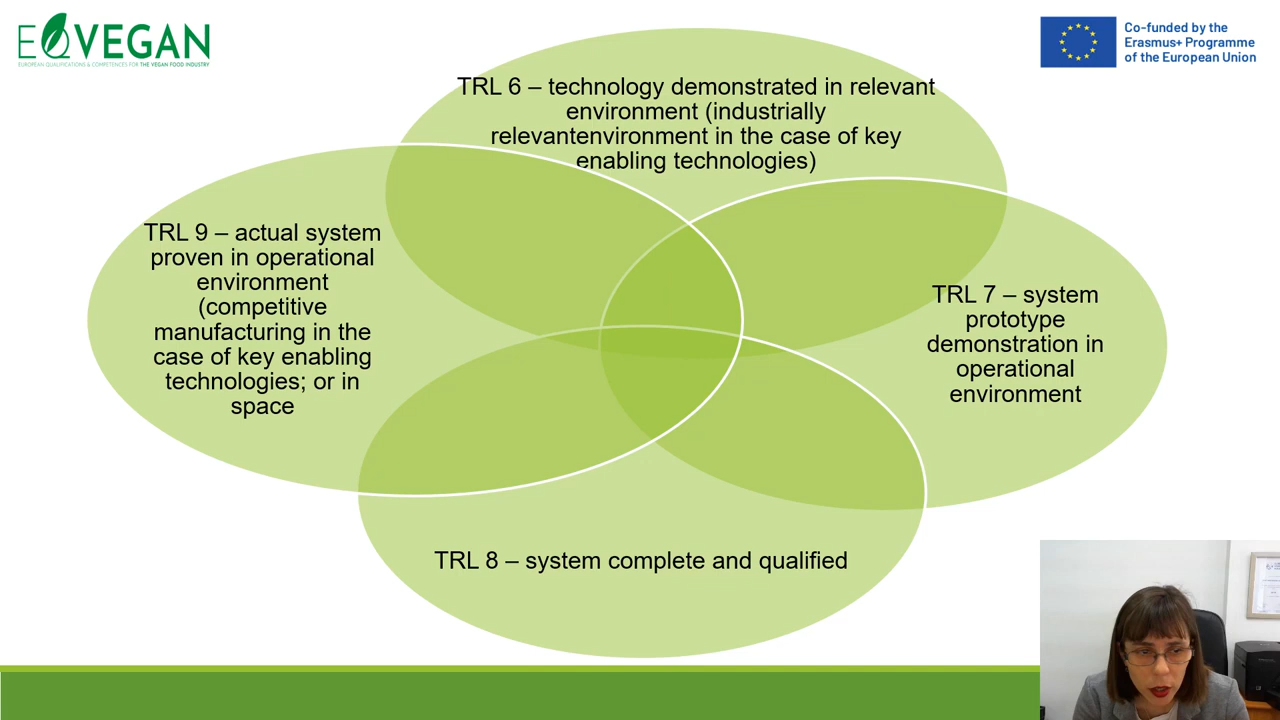 EQVEGAN
EUROPEAN QUALIFICATIONS & COMPETENCES FOR THE VEGAN FOOD INDUSTRY
Co-funded by the
Erasmus+ Programme
of the European Union
TRL 6 – technology demonstrated in relevant
environment (industrially
relevantenvironment in the case of key
enabling technologies)
TRL 9 – actual system
proven in operational
environment
(competitive
manufacturing in the
case of key enabling
technologies; or in
space
TRL 7 – system
prototype
demonstration in
operational
environment
TRL 8 – system complete and qualified